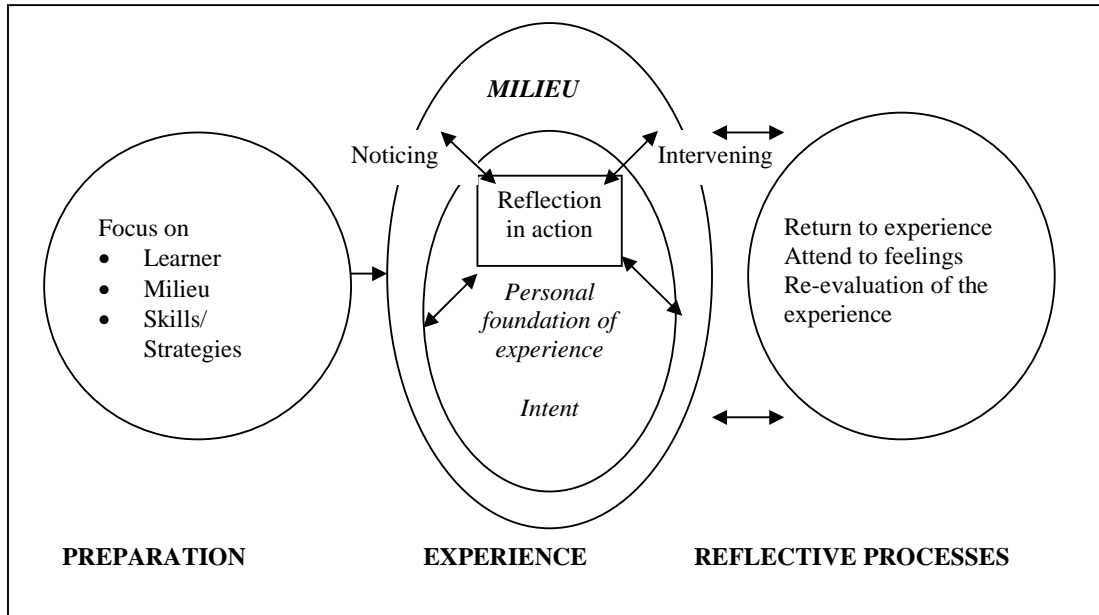 MILIEU
Noticing
Intervening
Reflection
in action
Focus on
• Learner
• Milieu
• Skills/
Strategies
Personal
foundation of
experience
Intent
Return to experience
Attend to feelings
Re-evaluation of the
experience
PREPARATION
EXPERIENCE
REFLECTIVE PROCESSES